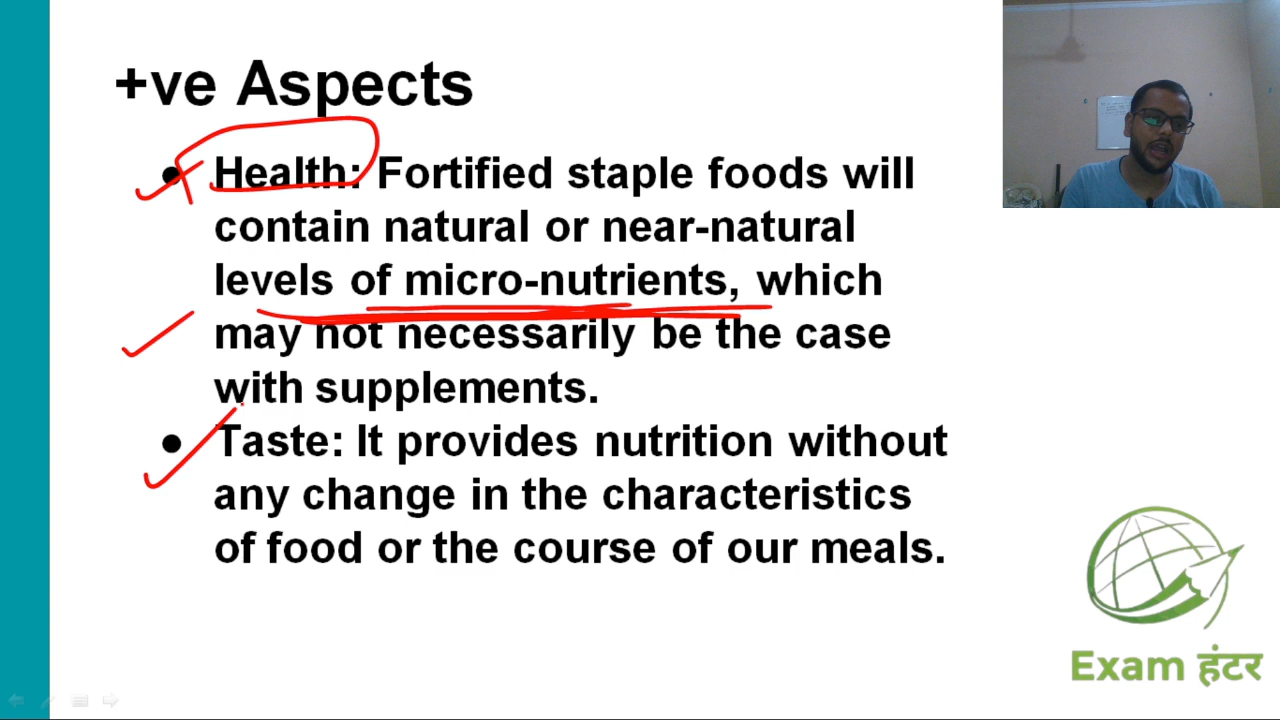 +ve Aspects
● Health: Fortified staple foods will
contain natural or near-natural
levels of micro-nutrients, which
may not necessarily be the case
with supplements.
● Taste: It provides nutrition without
any change in the characteristics
of food or the course of our meals.
Exam हंटर